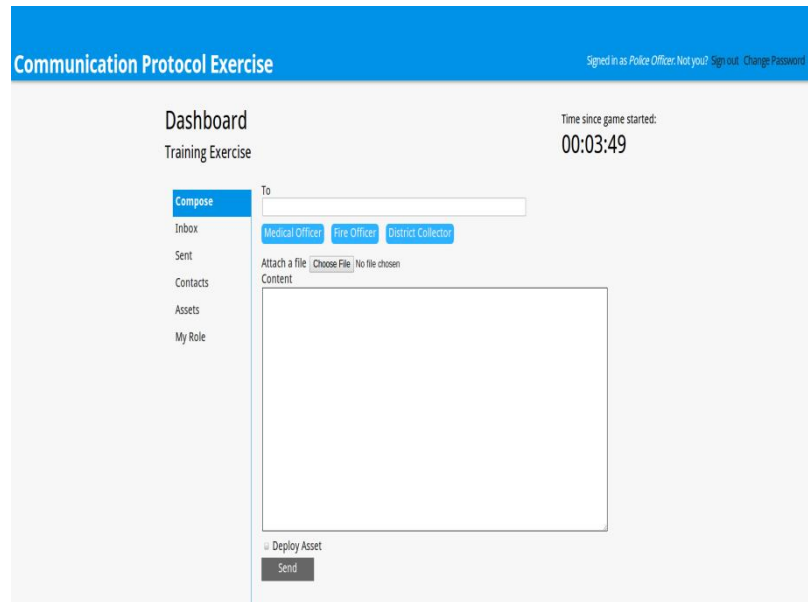 Communication Protocol Exercise
Signed in as Police Officer. Not you? Sign out Change Password
Dashboard
Training Exercise
Time since game started:
00:03:49
Compose
Inbox
Sent
Contacts
Assets
My Role
To
Medical Officer Fire Officer District Collector
Attach a file Choose File No file chosen
Content
Deploy Asset
Send